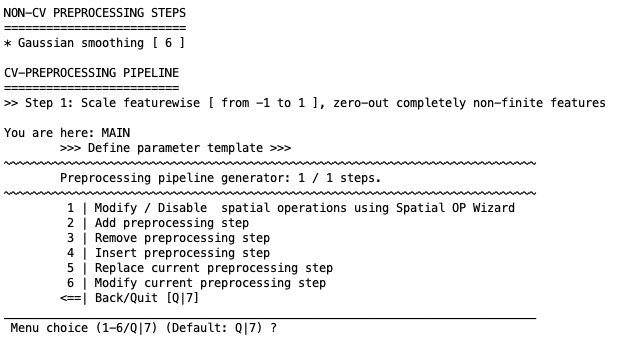 NON-CV PREPROCESSING STEPS
==========================
* Gaussian smoothing [ 6 ]
CV-PREPROCESSING PIPELINE
=========================
>> Step 1: Scale featurewise [ from -1 to 1 ], zero-out completely non-finite features
You are here: MAIN
>>> Define parameter template >>>
~~~~~~~~~~~~~~~~~~~~~~~~~~~~~~~~~~~~~~~~~~~~~~~~~~~~~~~~~~~~~~~~~~~~~~~~~~~~
Preprocessing pipeline generator: 1 / 1 steps.
~~~~~~~~~~~~~~~~~~~~~~~~~~~~~~~~~~~~~~~~~~~~~~~~~~~~~~~~~~~~~~~~~~~~~~~~~~~~
1 | Modify / Disable  spatial operations using Spatial OP Wizard
2 | Add preprocessing step
3 | Remove preprocessing step
4 | Insert preprocessing step
5 | Replace current preprocessing step
6 | Modify current preprocessing step
<==| Back/Quit [Q|7]
____________________________________________________________________________
Menu choice (1-6/Q|7) (Default: Q|7) ?